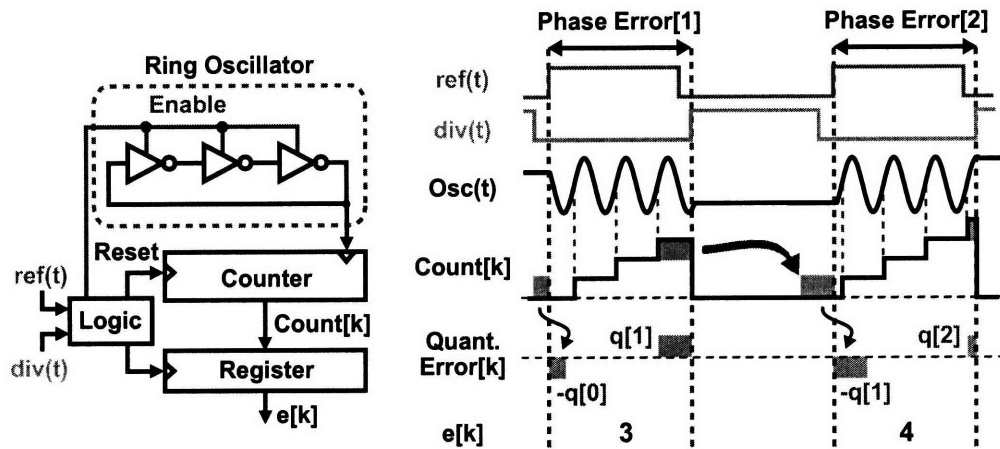 Ring Oscillator
Enable
Reset
ref(t)
Logic
div(t)
Counter
Count[k]
Register
e[k]
Phase Error[1]
Phase Error[2]
ref(t)
div(t)
Osc(t)
Count[k]
Quant.
Error[k]
-q[0]
q[1]
-q[1]
q[2]
e[k]
3
4